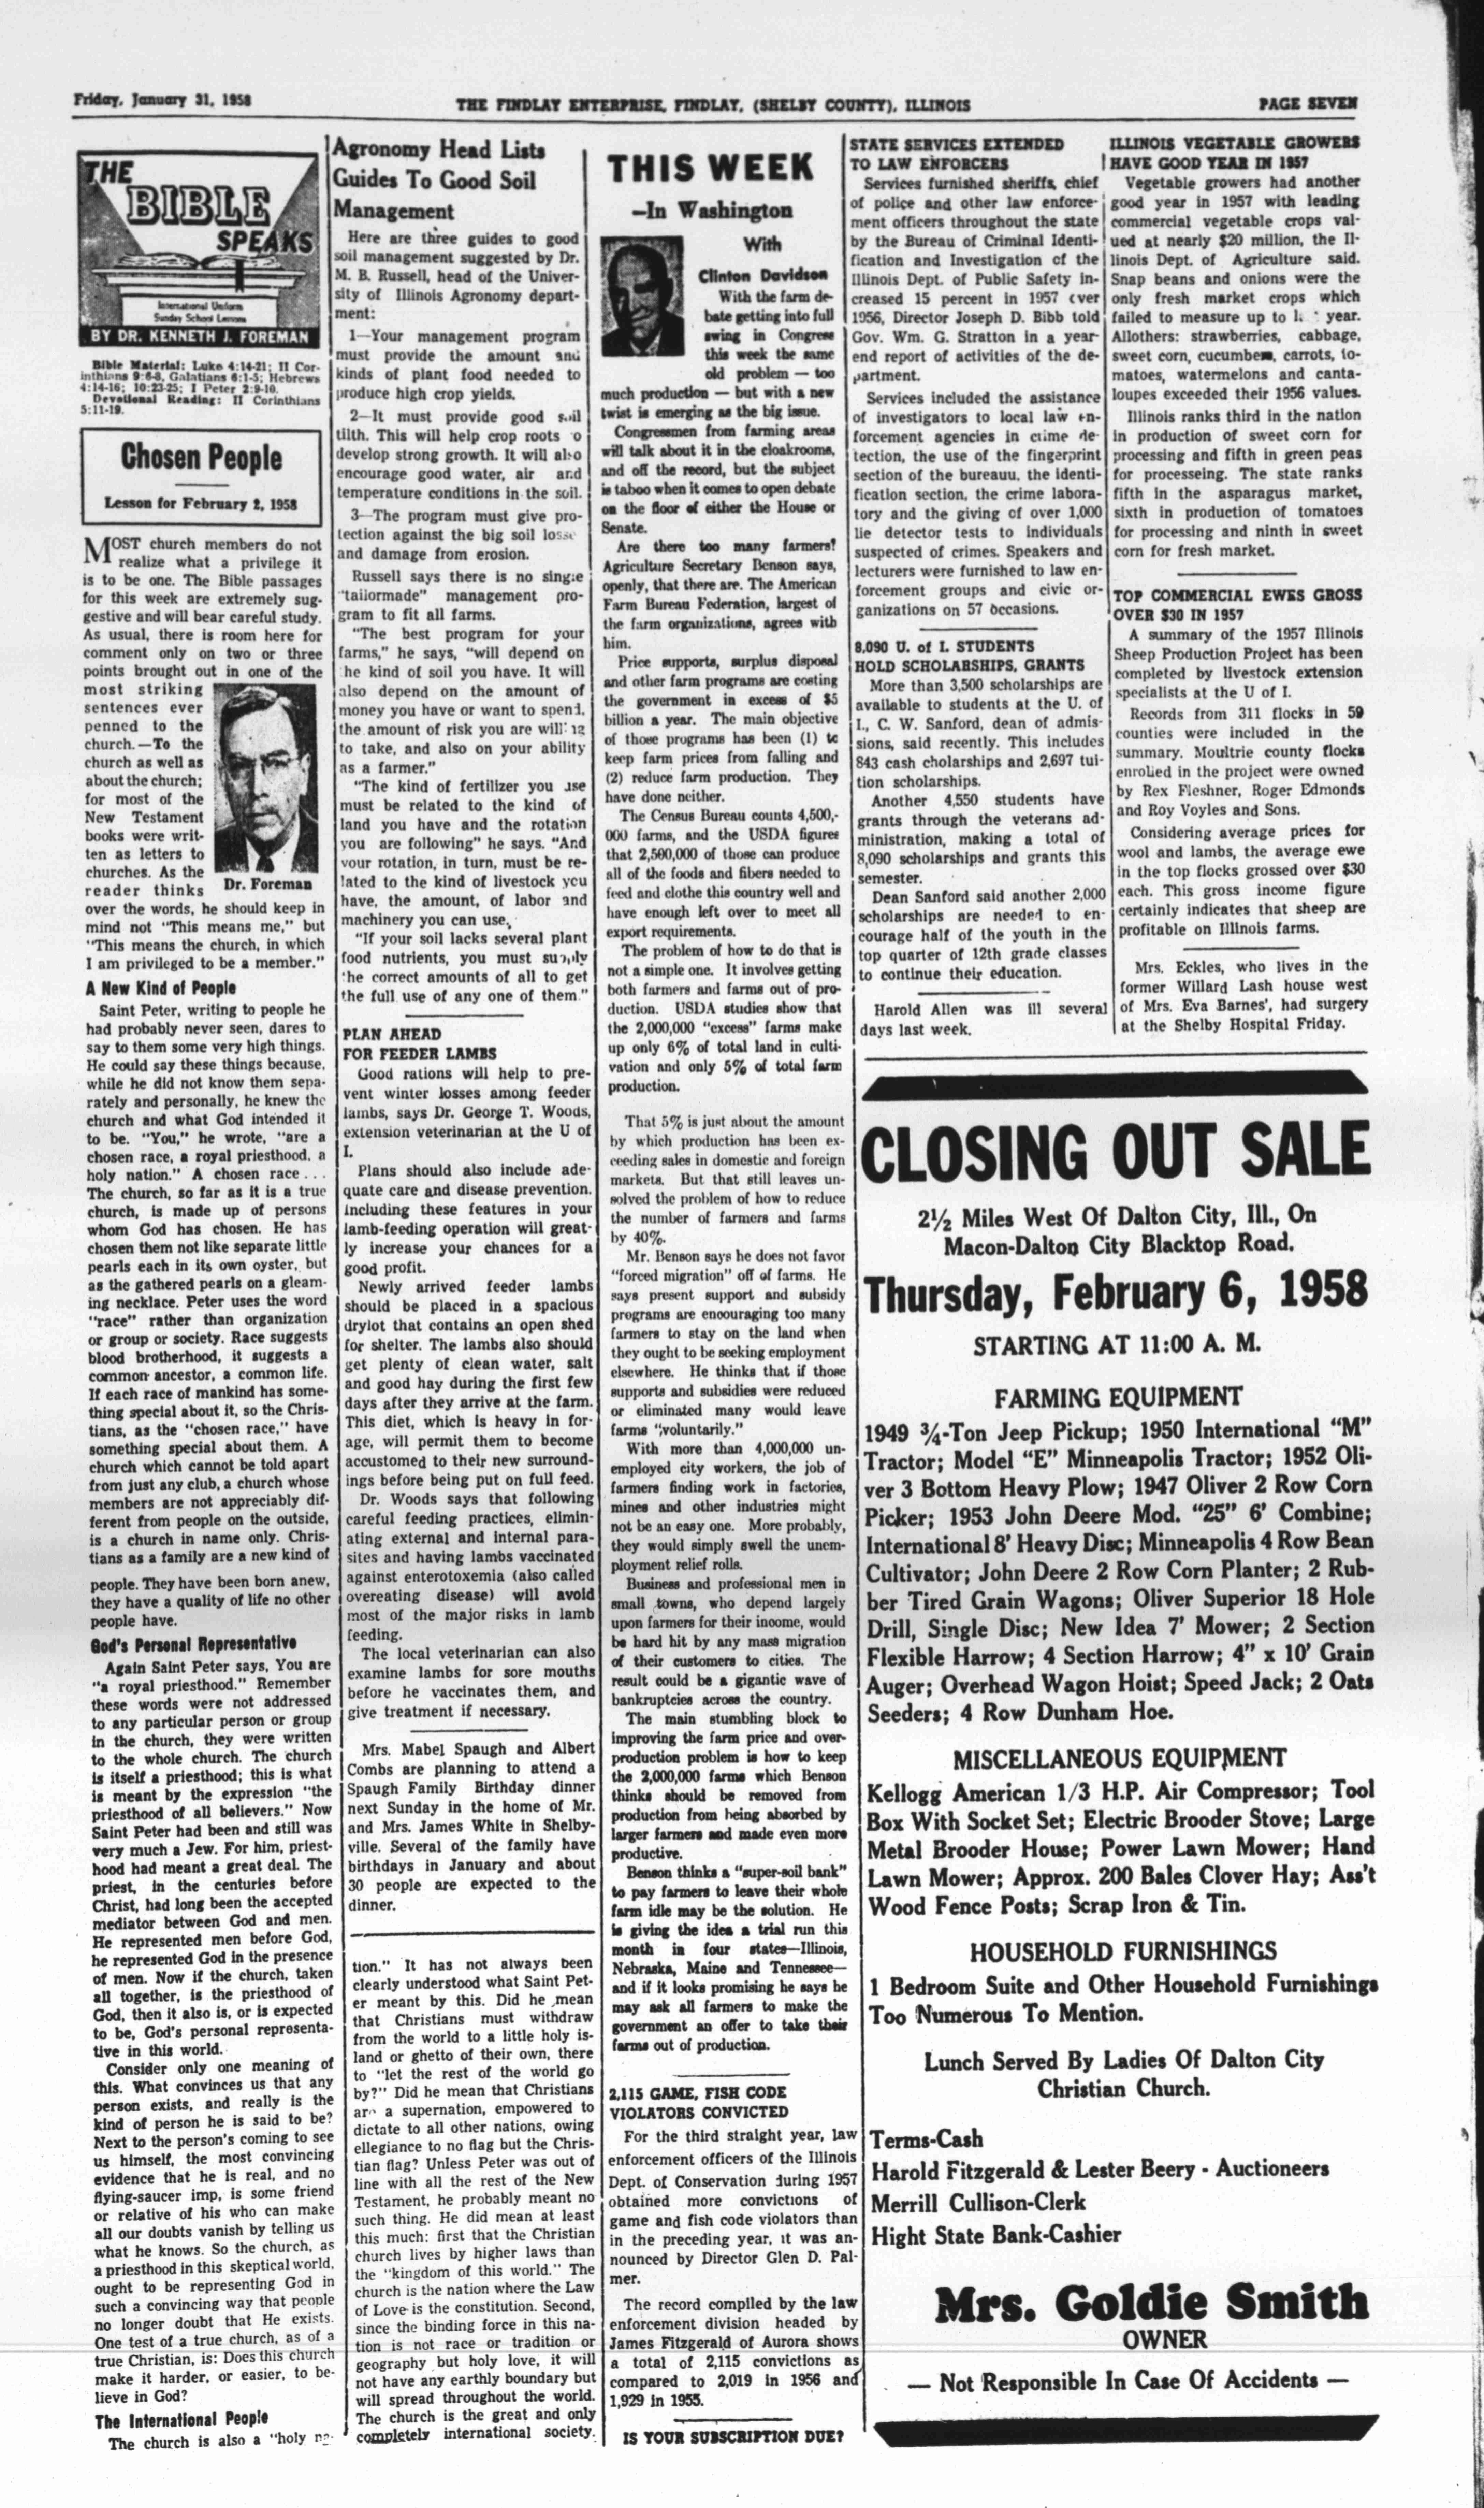 Friday, January 31, 1958
THE FINDLAY ENTERPRISE, FINDLAY, (SHELBY COUNTY), ILLINOIS
PAGE SEVEN
THE
BIBLE
SPEAKS
International Uniform
Sunday School Lessons
BY DR. KENNETH J. FOREMAN
Bible Material: Luke 4:14-21; II Cor-
inthians 9:6-8, Galatians 6:1-5; Hebrews
4:14-16; 10:23-25; I Peter 2:9-10.
Devotional Reading: II Corinthians
5:11-19.
Chosen People
Lesson for February 2, 1958
MOST church members do not
realize what a privilege it
is to be one. The Bible passages
for this week are extremely sug-
gestive and will bear careful study.
As usual, there is room here for
comment only on two or three
points brought out in one of the
most striking
sentences ever
penned to the
church.—To the
church as well as
about the church;
for most of the
New Testament
books were writ-
ten as letters to
churches. As the
reader thinks
Dr. Foreman
over the words, he should keep in
mind not "This means me," but
"This means the church, in which
I am privileged to be a member."
A New Kind of People
Saint Peter, writing to people he
had probably never seen, dares to
say to them some very high things.
He could say these things because,
while he did not know them sepa-
rately and personally, he knew the
church and what God intended it
to be. "You," he wrote, "are a
chosen race, a royal priesthood, a
holy nation." A chosen race . . .
The church, so far as it is a true
church, is made up of persons
whom God has chosen. He has
chosen them not like separate little
pearls each in its own oyster, but
as the gathered pearls on a gleam-
ing necklace. Peter uses the word
"race" rather than organization
or group or society. Race suggests
blood brotherhood, it suggests a
common ancestor, a common life.
If each race of mankind has some-
thing special about it, so the Chris-
tians, as the "chosen race," have
something special about them. A
church which cannot be told apart
from just any club, a church whose
members are not appreciably dif-
ferent from people on the outside,
is a church in name only. Chris-
tians as a family are a new kind of
people. They have been born anew,
they have a quality of life no other
people have.
God's Personal Representative
Again Saint Peter says, You are
"a royal priesthood." Remember
these words were not addressed
to any particular person or group
in the church, they were written
to the whole church. The church
is itself a priesthood; this is what
is meant by the expression "the
priesthood of all believers." Now
Saint Peter had been and still was
very much a Jew. For him, priest-
hood had meant a great deal. The
priest, in the centuries before
Christ, had long been the accepted
mediator between God and men.
He represented men before God,
he represented God in the presence
of men. Now if the church, taken
all together, is the priesthood of
God, then it also is, or is expected
to be, God's personal representa-
tive in this world.
Consider only one meaning of
this. What convinces us that any
person exists, and really is the
kind of person he is said to be?
Next to the person's coming to see
us himself, the most convincing
evidence that he is real, and no
flying-saucer imp, is some friend
or relative of his who can make
all our doubts vanish by telling us
what he knows. So the church, as
a priesthood in this skeptical world,
ought to be representing God in
such a convincing way that people
no longer doubt that He exists.
One test of a true church, as of a
true Christian, is: Does this church
make it harder, or easier, to be-
lieve in God?
The International People
The church is also a "holy na-
Agronomy Head Lists
Guides To Good Soil
Management
Here are three guides to good
soil management suggested by Dr.
M. B. Russell, head of the Univer-
sity of Illinois Agronomy depart-
ment:
1—Your management program
must provide the amount and
kinds of plant food needed to
produce high crop yields.
2—It must provide good soil
tilth. This will help crop roots to
develop strong growth. It will also
encourage good water, air and
temperature conditions in the soil.
3—The program must give pro-
tection against the big soil losse
and damage from erosion.
Russell says there is no single
"tailormade" management pro-
gram to fit all farms.
"The best program for your
farms," he says, "will depend on
the kind of soil you have. It will
also depend on the amount of
money you have or want to spend,
the amount of risk you are willing
to take, and also on your ability
as a farmer."
"The kind of fertilizer you use
must be related to the kind of
land you have and the rotation
you are following" he says. "And
your rotation, in turn, must be re-
lated to the kind of livestock you
have, the amount, of labor and
machinery you can use,
"If your soil lacks several plant
food nutrients, you must supply
the correct amounts of all to get
the full use of any one of them."
PLAN AHEAD
FOR FEEDER LAMBS
Good rations will help to pre-
vent winter losses among feeder
lambs, says Dr. George T. Woods,
extension veterinarian at the U of
I.
Plans should also include ade-
quate care and disease prevention.
Including these features in your
lamb-feeding operation will great-
ly increase your chances for a
good profit.
Newly arrived feeder lambs
should be placed in a spacious
drylot that contains an open shed
for shelter. The lambs also should
get plenty of clean water, salt
and good hay during the first few
days after they arrive at the farm.
This diet, which is heavy in for-
age, will permit them to become
accustomed to their new surround-
ings before being put on full feed.
Dr. Woods says that following
careful feeding practices, elimin-
ating external and internal para-
sites and having lambs vaccinated
against enterotoxemia (also called
overeating disease) will avoid
most of the major risks in lamb
feeding.
The local veterinarian can also
examine lambs for sore mouths
before he vaccinates them, and
give treatment if necessary.
Mrs. Mabel Spaugh and Albert
Combs are planning to attend a
Spaugh Family Birthday dinner
next Sunday in the home of Mr.
and Mrs. James White in Shelby-
ville. Several of the family have
birthdays in January and about
30 people are expected to the
dinner.
tion." It has not always been
clearly understood what Saint Pet-
er meant by this. Did he mean
that Christians must withdraw
from the world to a little holy is-
land or ghetto of their own, there
to "let the rest of the world go
by?" Did he mean that Christians
are a supernation, empowered to
dictate to all other nations, owing
ellegiance to no flag but the Chris-
tian flag? Unless Peter was out of
line with all the rest of the New
Testament, he probably meant no
such thing. He did mean at least
this much: first that the Christian
church lives by higher laws than
the "kingdom of this world." The
church is the nation where the Law
of Love is the constitution. Second,
since the binding force in this na-
tion is not race or tradition or
geography but holy love, it will
not have any earthly boundary but
will spread throughout the world.
The church is the great and only
completely international society.
THIS WEEK
—In Washington
With
Clinton Davidson
With the farm de-
bate getting into full
swing in Congress
this week the same
old problem — too
much production — but with a new
twist is emerging as the big issue.
Congressmen from farming areas
will talk about it in the cloakrooms,
and off the record, but the subject
is taboo when it comes to open debate
on the floor of either the House or
Senate.
Are there too many farmers?
Agriculture Secretary Benson says,
openly, that there are. The American
Farm Bureau Federation, largest of
the farm organizations, agrees with
him.
Price supports, surplus disposal
and other farm programs are costing
the government in excess of $5
billion a year. The main objective
of those programs has been (1) to
keep farm prices from falling and
(2) reduce farm production. They
have done neither.
The Census Bureau counts 4,500,-
000 farms, and the USDA figures
that 2,500,000 of those can produce
all of the foods and fibers needed to
feed and clothe this country well and
have enough left over to meet all
export requirements.
The problem of how to do that is
not a simple one. It involves getting
both farmers and farms out of pro-
duction. USDA studies show that
the 2,000,000 "excess" farms make
up only 6% of total land in culti-
vation and only 5% of total farm
production.
That 5% is just about the amount
by which production has been ex-
ceeding sales in domestic and foreign
markets. But that still leaves un-
solved the problem of how to reduce
the number of farmers and farms
by 40%.
Mr. Benson says he does not favor
"forced migration" off of farms. He
says present support and subsidy
programs are encouraging too many
farmers to stay on the land when
they ought to be seeking employment
elsewhere. He thinks that if those
supports and subsidies were reduced
or eliminated many would leave
farms ";voluntarily."
With more than 4,000,000 un-
employed city workers, the job of
farmers finding work in factories,
mines and other industries might
not be an easy one. More probably,
they would simply swell the unem-
ployment relief rolls.
Business and professional men in
small towns, who depend largely
upon farmers for their income, would
be hard hit by any mass migration
of their customers to cities. The
result could be a gigantic wave of
bankruptcies across the country.
The main stumbling block to
improving the farm price and over-
production problem is how to keep
the 2,000,000 farms which Benson
thinks should be removed from
production from being absorbed by
larger farmers and made even more
productive.
Benson thinks a "super-soil bank"
to pay farmers to leave their whole
farm idle may be the solution. He
is giving the idea a trial run this
month in four states—Illinois,
Nebraska, Maine and Tennessee—
and if it looks promising he says he
may ask all farmers to make the
government an offer to take their
farms out of production.
2,115 GAME, FISH CODE
VIOLATORS CONVICTED
For the third straight year, law
enforcement officers of the Illinois
Dept. of Conservation during 1957
obtained more convictions of
game and fish code violators than
in the preceding year, it was an-
nounced by Director Glen D. Pal-
mer.
The record compiled by the law
enforcement division headed by
James Fitzgerald of Aurora shows
a total of 2,115 convictions as
compared to 2,019 in 1956 and
1,929 in 1955.
IS YOUR SUBSCRIPTION DUE?
STATE SERVICES EXTENDED
TO LAW ENFORCERS
Services furnished sheriffs, chief
of police and other law enforce-
ment officers throughout the state
by the Bureau of Criminal Identi-
fication and Investigation of the
Illinois Dept. of Public Safety in-
creased 15 percent in 1957 over
1956, Director Joseph D. Bibb told
Gov. Wm. G. Stratton in a year-
end report of activities of the de-
partment.
Services included the assistance
of investigators to local law en-
forcement agencies in crime de-
tection, the use of the fingerprint
section of the bureauu, the identi-
fication section, the crime labora-
tory and the giving of over 1,000
lie detector tests to individuals
suspected of crimes. Speakers and
lecturers were furnished to law en-
forcement groups and civic or-
ganizations on 57 occasions.
8,090 U. of I. STUDENTS
HOLD SCHOLARSHIPS, GRANTS
More than 3,500 scholarships are
available to students at the U. of
I., C. W. Sanford, dean of admis-
sions, said recently. This includes
843 cash cholarships and 2,697 tui-
tion scholarships.
Another 4,550 students have
grants through the veterans ad-
ministration, making a total of
8,090 scholarships and grants this
semester.
Dean Sanford said another 2,000
scholarships are needed to en-
courage half of the youth in the
top quarter of 12th grade classes
to continue their education.
Harold Allen was ill several
days last week.
ILLINOIS VEGETABLE GROWERS
HAVE GOOD YEAR IN 1957
Vegetable growers had another
good year in 1957 with leading
commercial vegetable crops val-
ued at nearly $20 million, the Il-
linois Dept. of Agriculture said.
Snap beans and onions were the
only fresh market crops which
failed to measure up to year.
Allothers: strawberries, cabbage,
sweet corn, cucumbers, carrots, to-
matoes, watermelons and canta-
loupes exceeded their 1956 values.
Illinois ranks third in the nation
in production of sweet corn for
processing and fifth in green peas
for processeing. The state ranks
fifth in the asparagus market,
sixth in production of tomatoes
for processing and ninth in sweet
corn for fresh market.
TOP COMMERCIAL EWES GROSS
OVER $30 IN 1957
A summary of the 1957 Illinois
Sheep Production Project has been
completed by livestock extension
specialists at the U of I.
Records from 311 flocks in 59
counties were included in the
summary. Moultrie county flocks
enrolled in the project were owned
by Rex Fleshner, Roger Edmonds
and Roy Voyles and Sons.
Considering average prices for
wool and lambs, the average ewe
in the top flocks grossed over $30
each. This gross income figure
certainly indicates that sheep are
profitable on Illinois farms.
Mrs. Eckles, who lives in the
former Willard Lash house west
of Mrs. Eva Barnes', had surgery
at the Shelby Hospital Friday.
CLOSING OUT SALE
2½ Miles West Of Dalton City, Ill., On
Macon-Dalton City Blacktop Road.
Thursday, February 6, 1958
STARTING AT 11:00 A. M.
FARMING EQUIPMENT
1949 ¾-Ton Jeep Pickup; 1950 International "M"
Tractor; Model "E" Minneapolis Tractor; 1952 Oli-
ver 3 Bottom Heavy Plow; 1947 Oliver 2 Row Corn
Picker; 1953 John Deere Mod. "25" 6' Combine;
International 8' Heavy Disc; Minneapolis 4 Row Bean
Cultivator; John Deere 2 Row Corn Planter; 2 Rub-
ber Tired Grain Wagons; Oliver Superior 18 Hole
Drill, Single Disc; New Idea 7' Mower; 2 Section
Flexible Harrow; 4 Section Harrow; 4" x 10' Grain
Auger; Overhead Wagon Hoist; Speed Jack; 2 Oats
Seeders; 4 Row Dunham Hoe.
MISCELLANEOUS EQUIPMENT
Kellogg American 1/3 H.P. Air Compressor; Tool
Box With Socket Set; Electric Brooder Stove; Large
Metal Brooder House; Power Lawn Mower; Hand
Lawn Mower; Approx. 200 Bales Clover Hay; Ass't
Wood Fence Posts; Scrap Iron & Tin.
HOUSEHOLD FURNISHINGS
1 Bedroom Suite and Other Household Furnishings
Too Numerous To Mention.
Lunch Served By Ladies Of Dalton City
Christian Church.
Terms-Cash
Harold Fitzgerald & Lester Beery - Auctioneers
Merrill Cullison-Clerk
Hight State Bank-Cashier
Mrs. Goldie Smith
OWNER
— Not Responsible In Case Of Accidents —